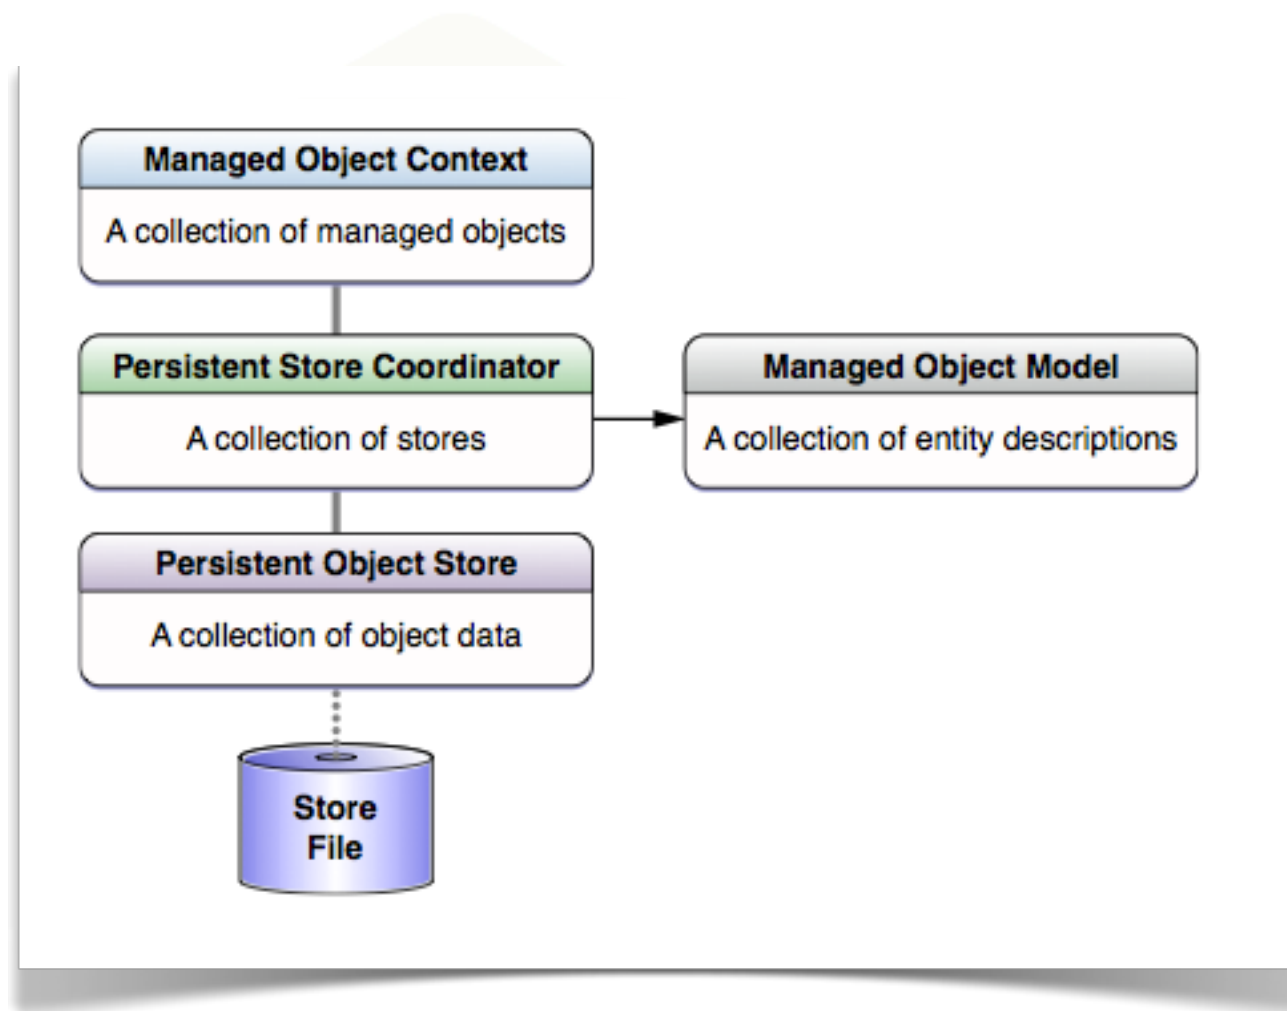 Managed Object Context
A collection of managed objects
Persistent Store Coordinator
A collection of stores
Managed Object Model
A collection of entity descriptions
Persistent Object Store
A collection of object data
Store
File